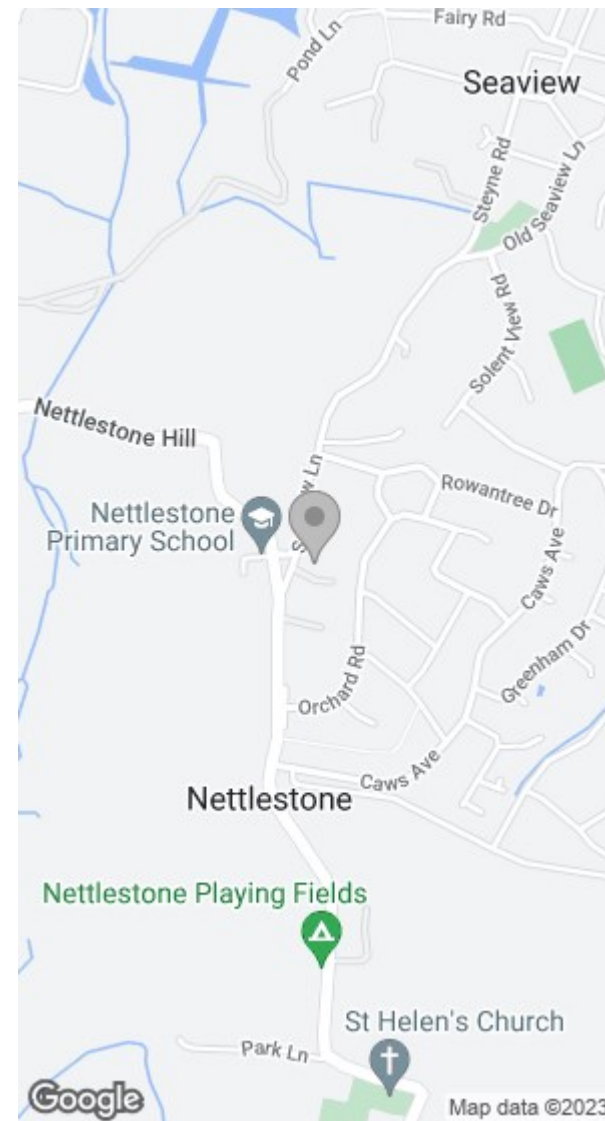 Fairy Rd
Pond Ln
Seaview
Steyne Rd
Old Seaview Ln
Solent View Rd
Nettlestone Hill
Rowantree Dr
Nettlestone
Primary School
Ln
Caws Ave
Greenham Dr
Orchard Rd
Caws Ave
Nettlestone
Nettlestone Playing Fields
St Helen's Church
Park Ln
Google
Map data ©2023